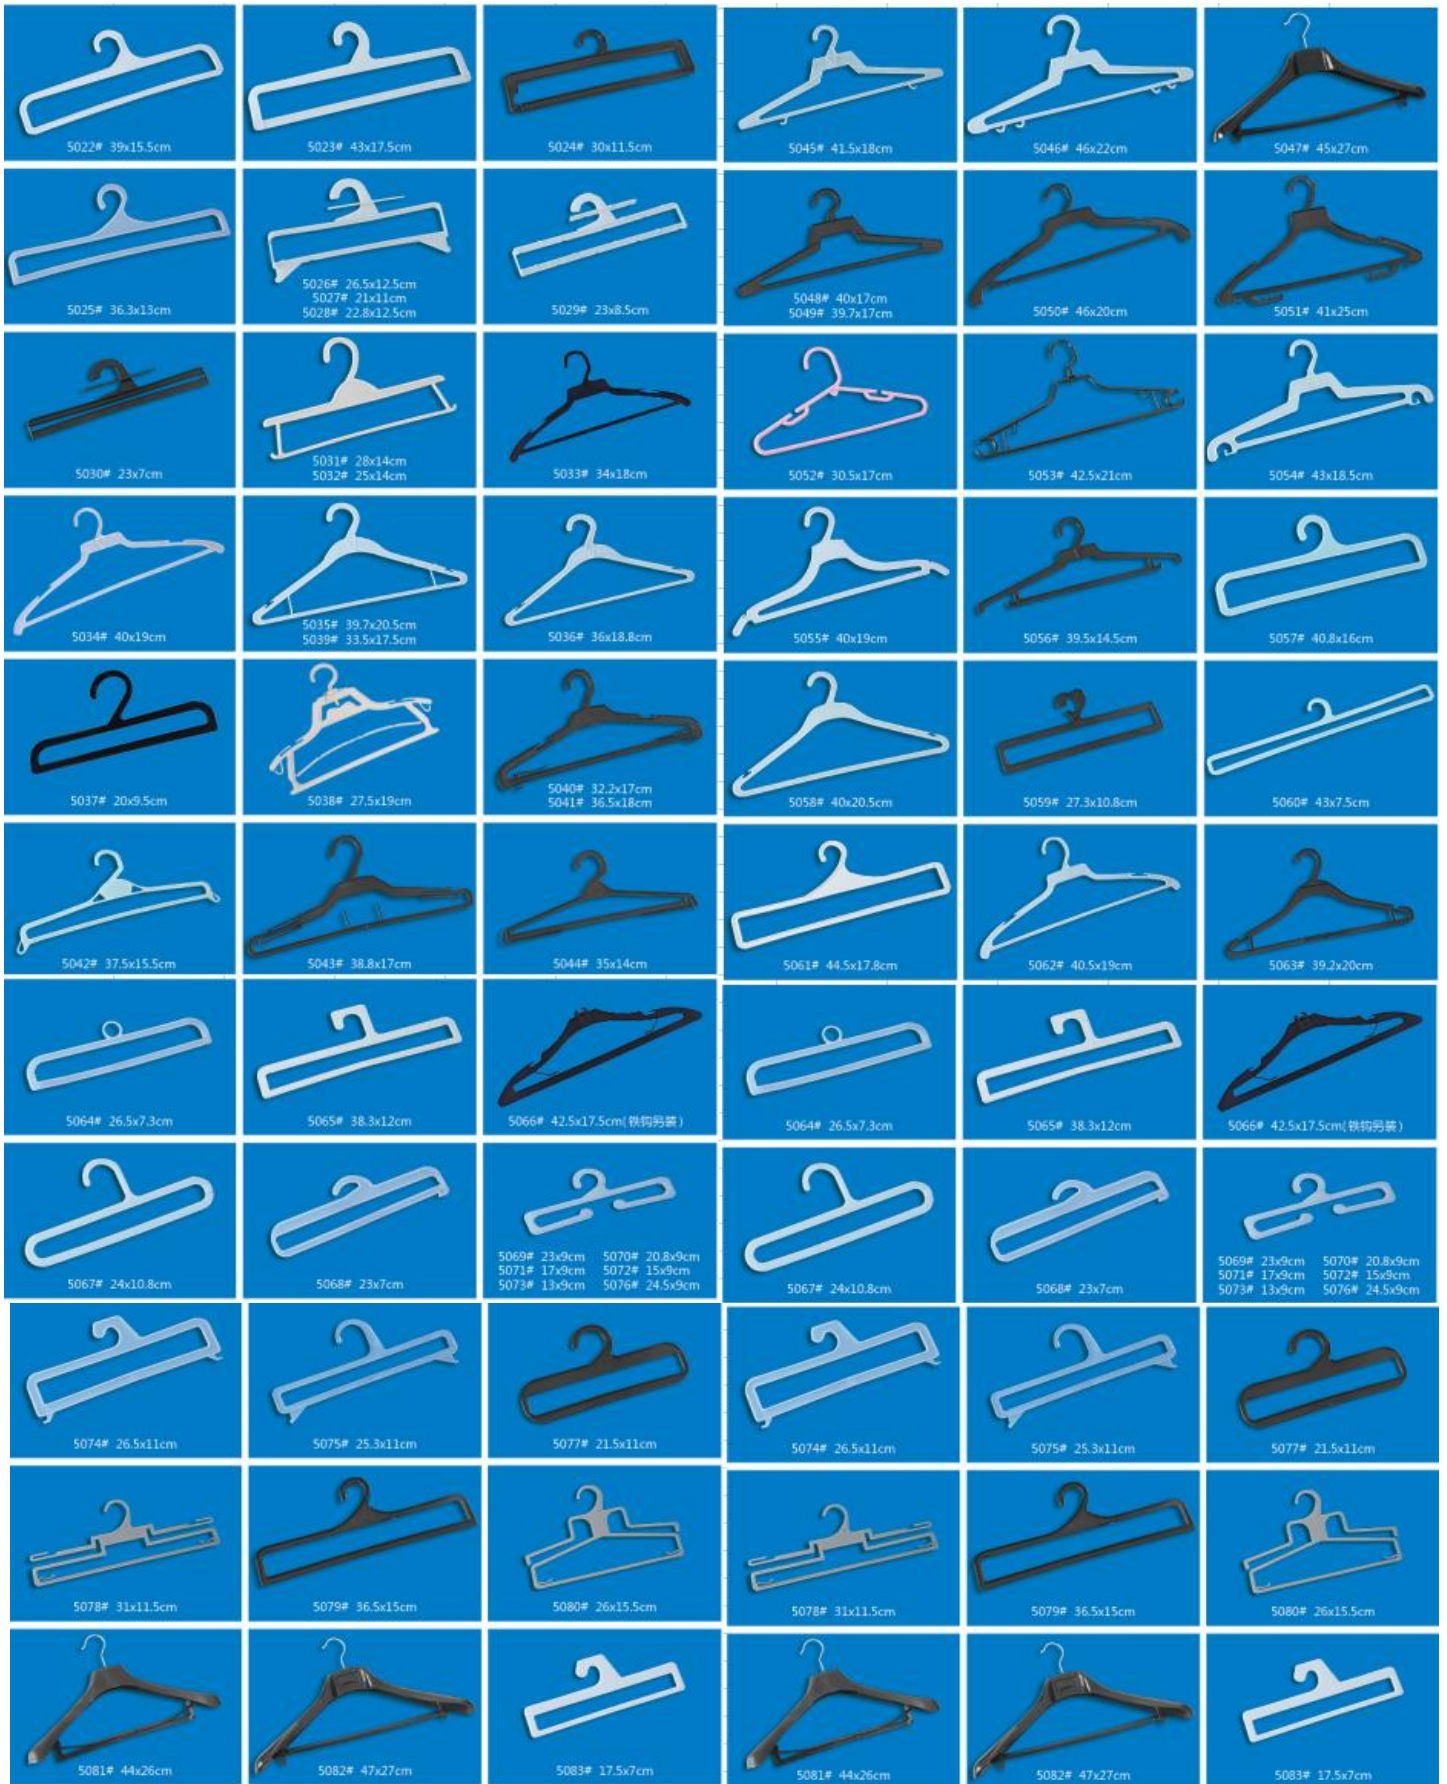 5022# 39x15.5cm
5023# 43x17.5cm
5024# 30x11.5cm
5045# 41.5x18cm
5046# 46x22cm
5047# 45x27cm
5025# 36.3x13cm
5026# 26.5x12.5cm
5027# 21x11cm
5028# 22.8x12.5cm
5029# 23x8.5cm
5048# 40x17cm
5049# 39.7x17cm
5050# 46x20cm
5051# 41x25cm
5030# 23x7cm
5031# 28x14cm
5032# 25x14cm
5033# 34x18cm
5052# 30.5x17cm
5053# 42.5x21cm
5054# 43x18.5cm
5034# 40x19cm
5035# 39.7x20.5cm
5039# 33.5x17.5cm
5036# 36x18.8cm
5055# 40x19cm
5056# 39.5x14.5cm
5057# 40.8x16cm
5037# 20x9.5cm
5038# 27.5x19cm
5040# 32.2x17cm
5041# 36.5x18cm
5058# 40x20.5cm
5059# 27.3x10.8cm
5060# 43x7.5cm
5042# 37.5x15.5cm
5043# 38.8x17cm
5044# 35x14cm
5061# 44.5x17.8cm
5062# 40.5x19cm
5063# 39.2x20cm
5064# 26.5x7.3cm
5065# 38.3x12cm
5066# 42.5x17.5cm(铁钩另装)
5064# 26.5x7.3cm
5065# 38.3x12cm
5066# 42.5x17.5cm(铁钩另装)
5067# 24x10.8cm
5068# 23x7cm
5069# 23x9cm 5070# 20.8x9cm
5071# 17x9cm 5072# 15x9cm
5073# 13x9cm 5076# 24.5x9cm
5067# 24x10.8cm
5068# 23x7cm
5069# 23x9cm 5070# 20.8x9cm
5071# 17x9cm 5072# 15x9cm
5073# 13x9cm 5076# 24.5x9cm
5074# 26.5x11cm
5075# 25.3x11cm
5077# 21.5x11cm
5074# 26.5x11cm
5075# 25.3x11cm
5077# 21.5x11cm
5078# 31x11.5cm
5079# 36.5x15cm
5080# 26x15.5cm
5078# 31x11.5cm
5079# 36.5x15cm
5080# 26x15.5cm
5081# 44x26cm
5082# 47x27cm
5083# 17.5x7cm
5081# 44x26cm
5082# 47x27cm
5083# 17.5x7cm